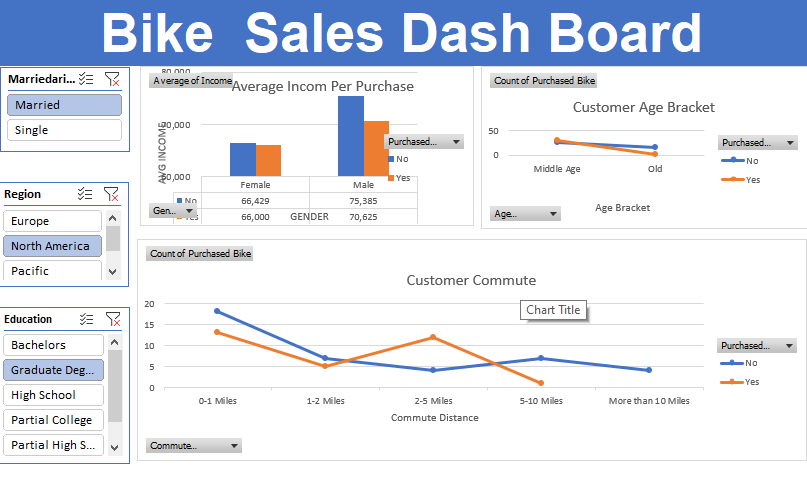 Bike Sales Dash Board
Marriedari...
Married
Single
Region
Europe
North America
Pacific
Education
Bachelors
Graduate Deg...
High School
Partial College
Partial High S...
Average of Income
Average Incom Per Purchase
80,000
70,000
60,000
AVG INCOME
Purchased...
No
Yes
Female Male
No 66,429 75,385
Yes 66,000 70,625
GENDER
Gen...
Count of Purchased Bike
Customer Age Bracket
50
0
Middle Age Old
Age Bracket
Purchased...
No
Yes
Age...
Count of Purchased Bike
Customer Commute
Chart Title
20
15
10
5
0
0-1 Miles 1-2 Miles 2-5 Miles 5-10 Miles More than 10 Miles
Commute Distance
Purchased...
No
Yes
Commute...